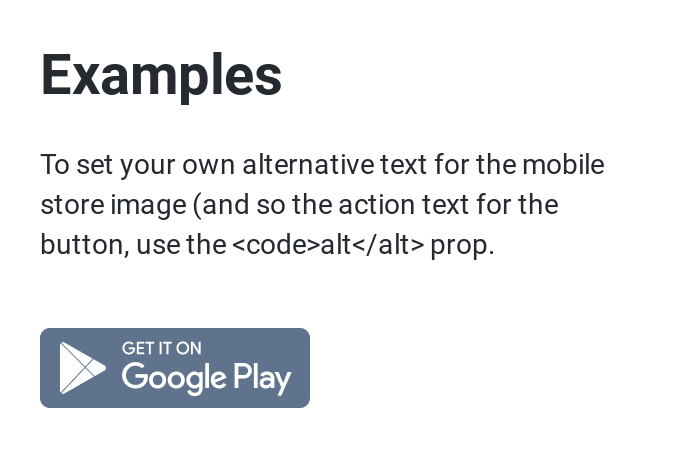 Examples
To set your own alternative text for the mobile
store image (and so the action text for the
button, use the <code>alt</alt> prop.
GET IT ON
Google Play